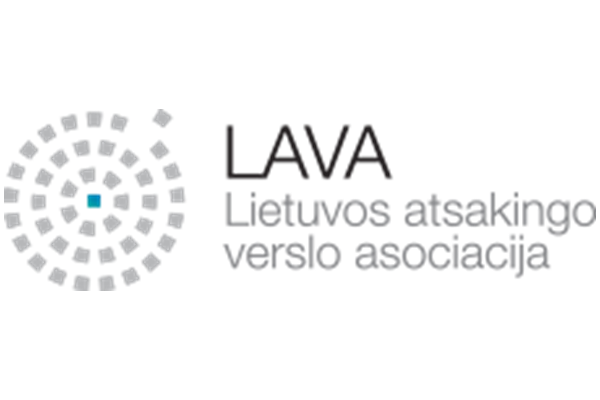 LAVA
Lietuvos atsakingo
verslo asociacija